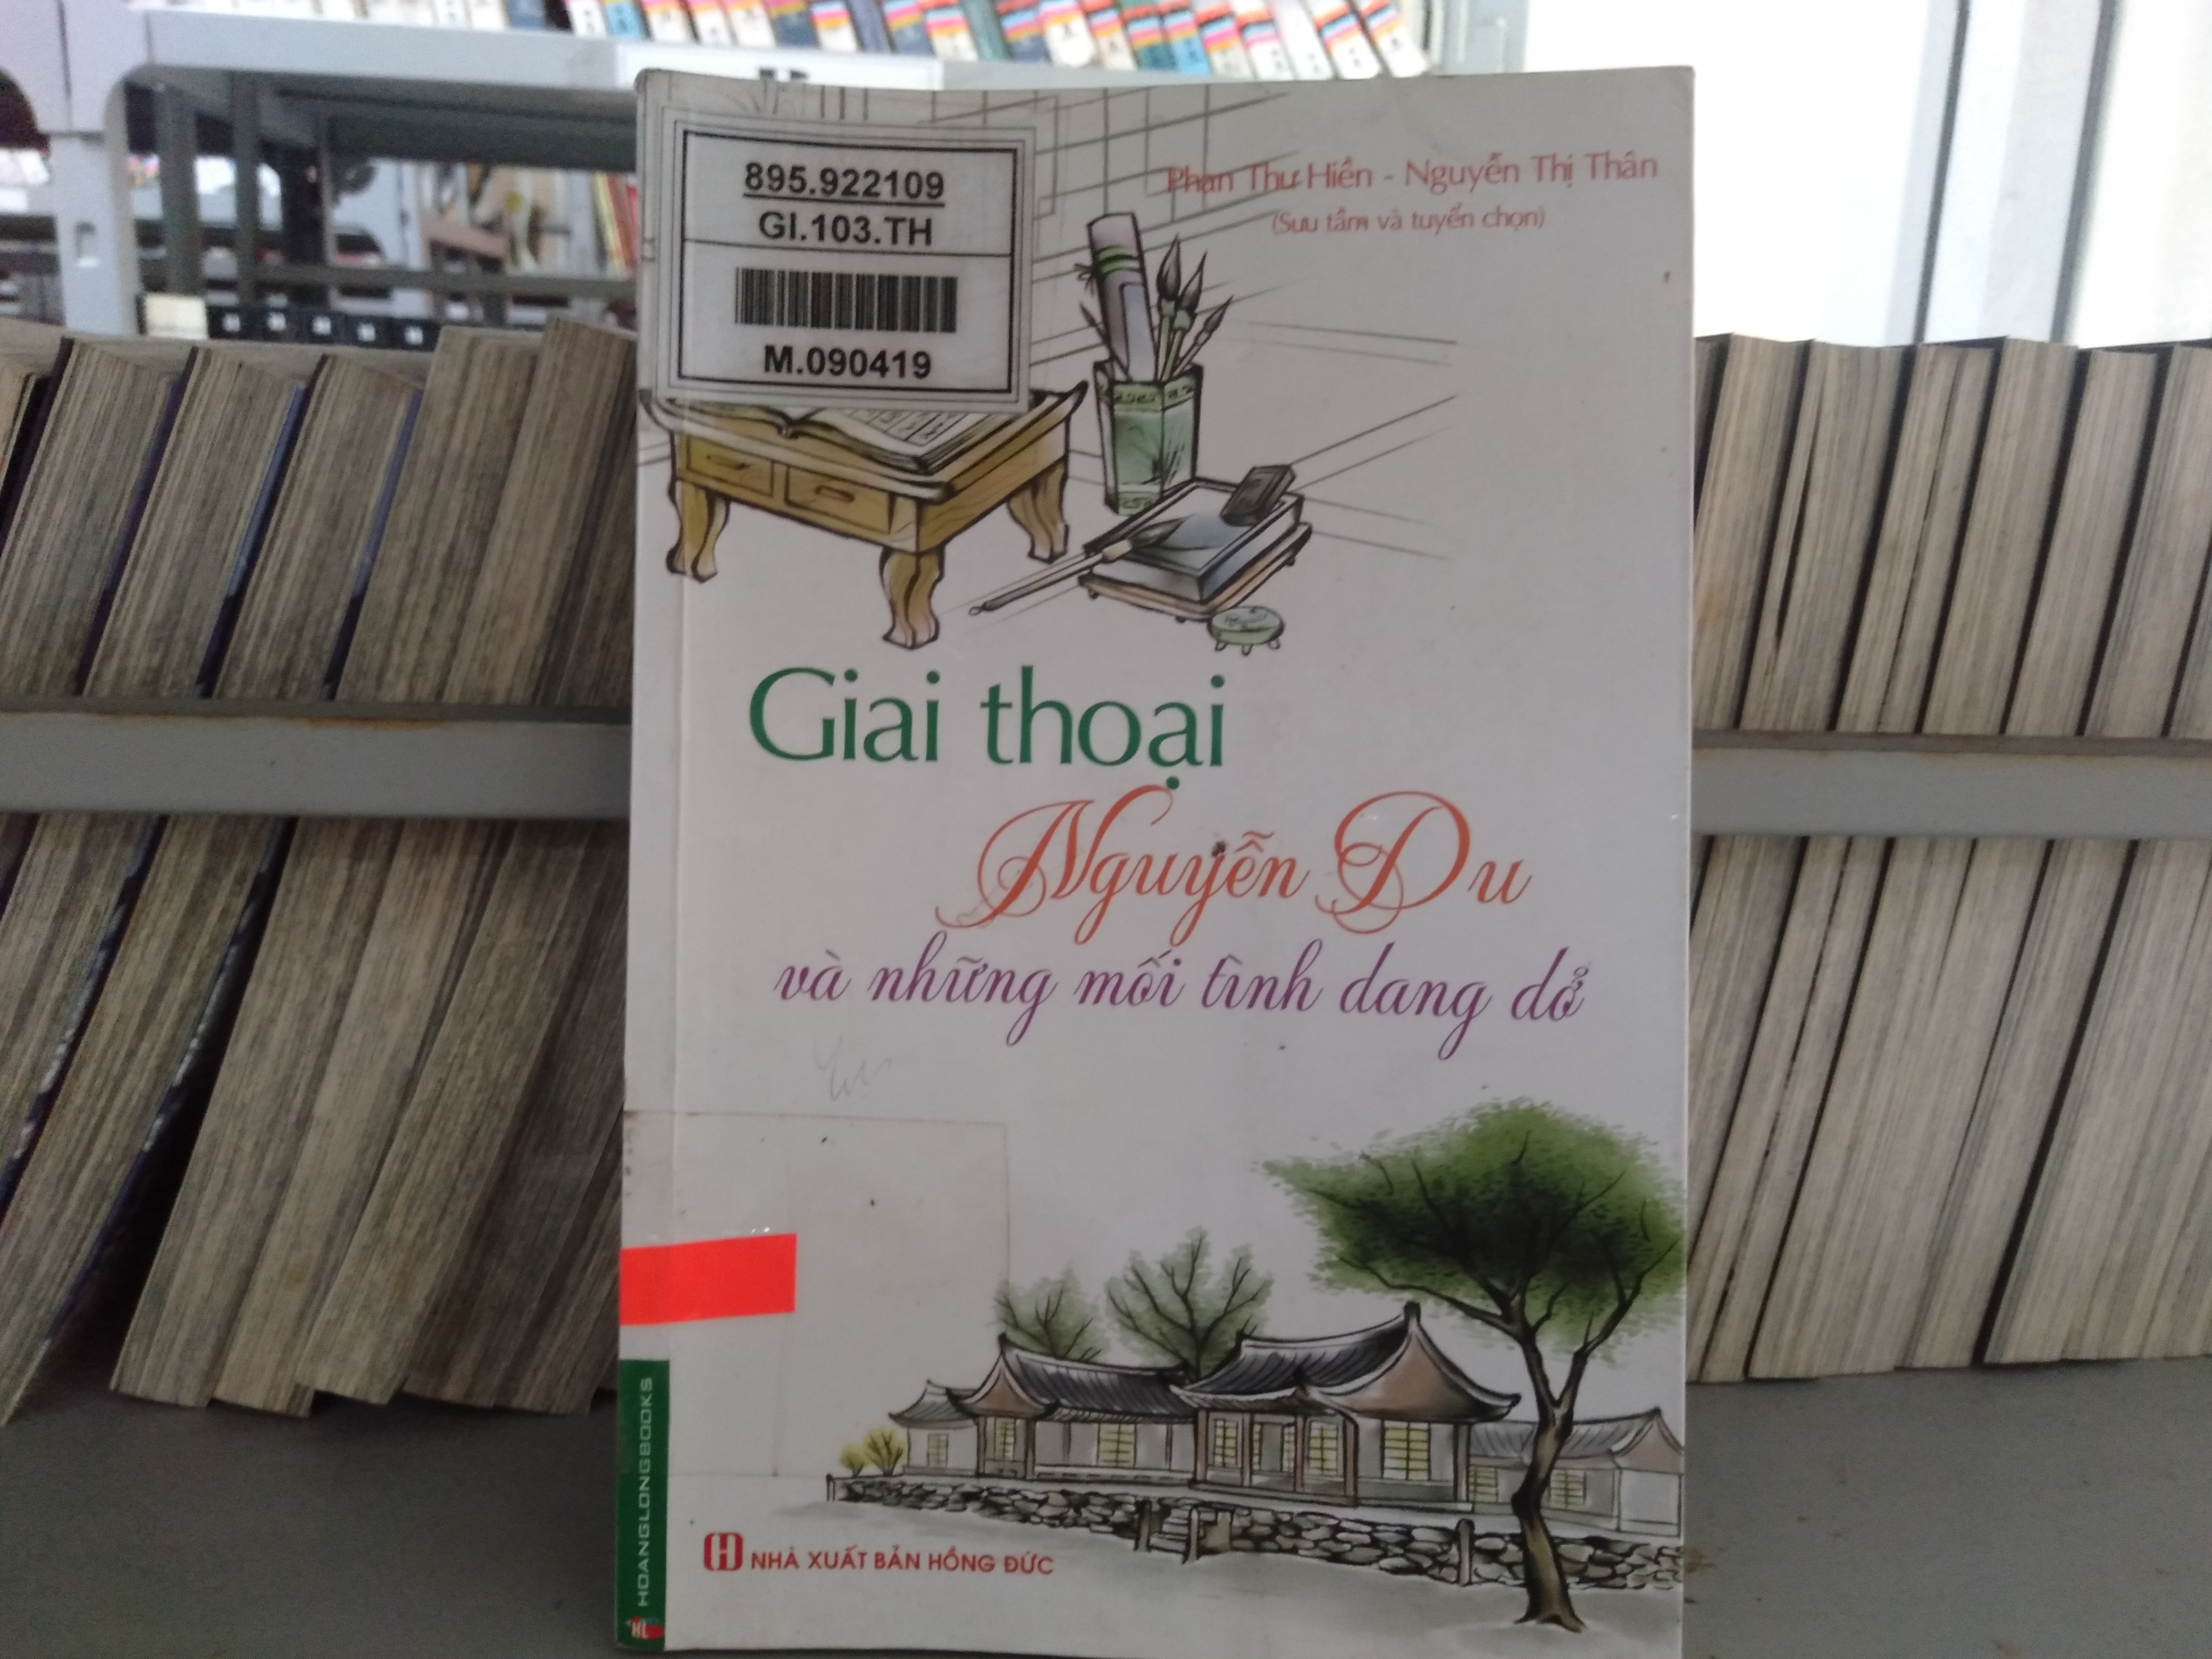 895.922109
GI.103.TH
M.090419
Phan Thư Hiền - Nguyễn Thị Thân
(Sưu tầm và tuyển chọn)
Giai thoại
Nguyễn Du
và những mối tình dang dở
HOANGLONGBOOKS
HL
NHÀ XUẤT BẢN HỒNG ĐỨC